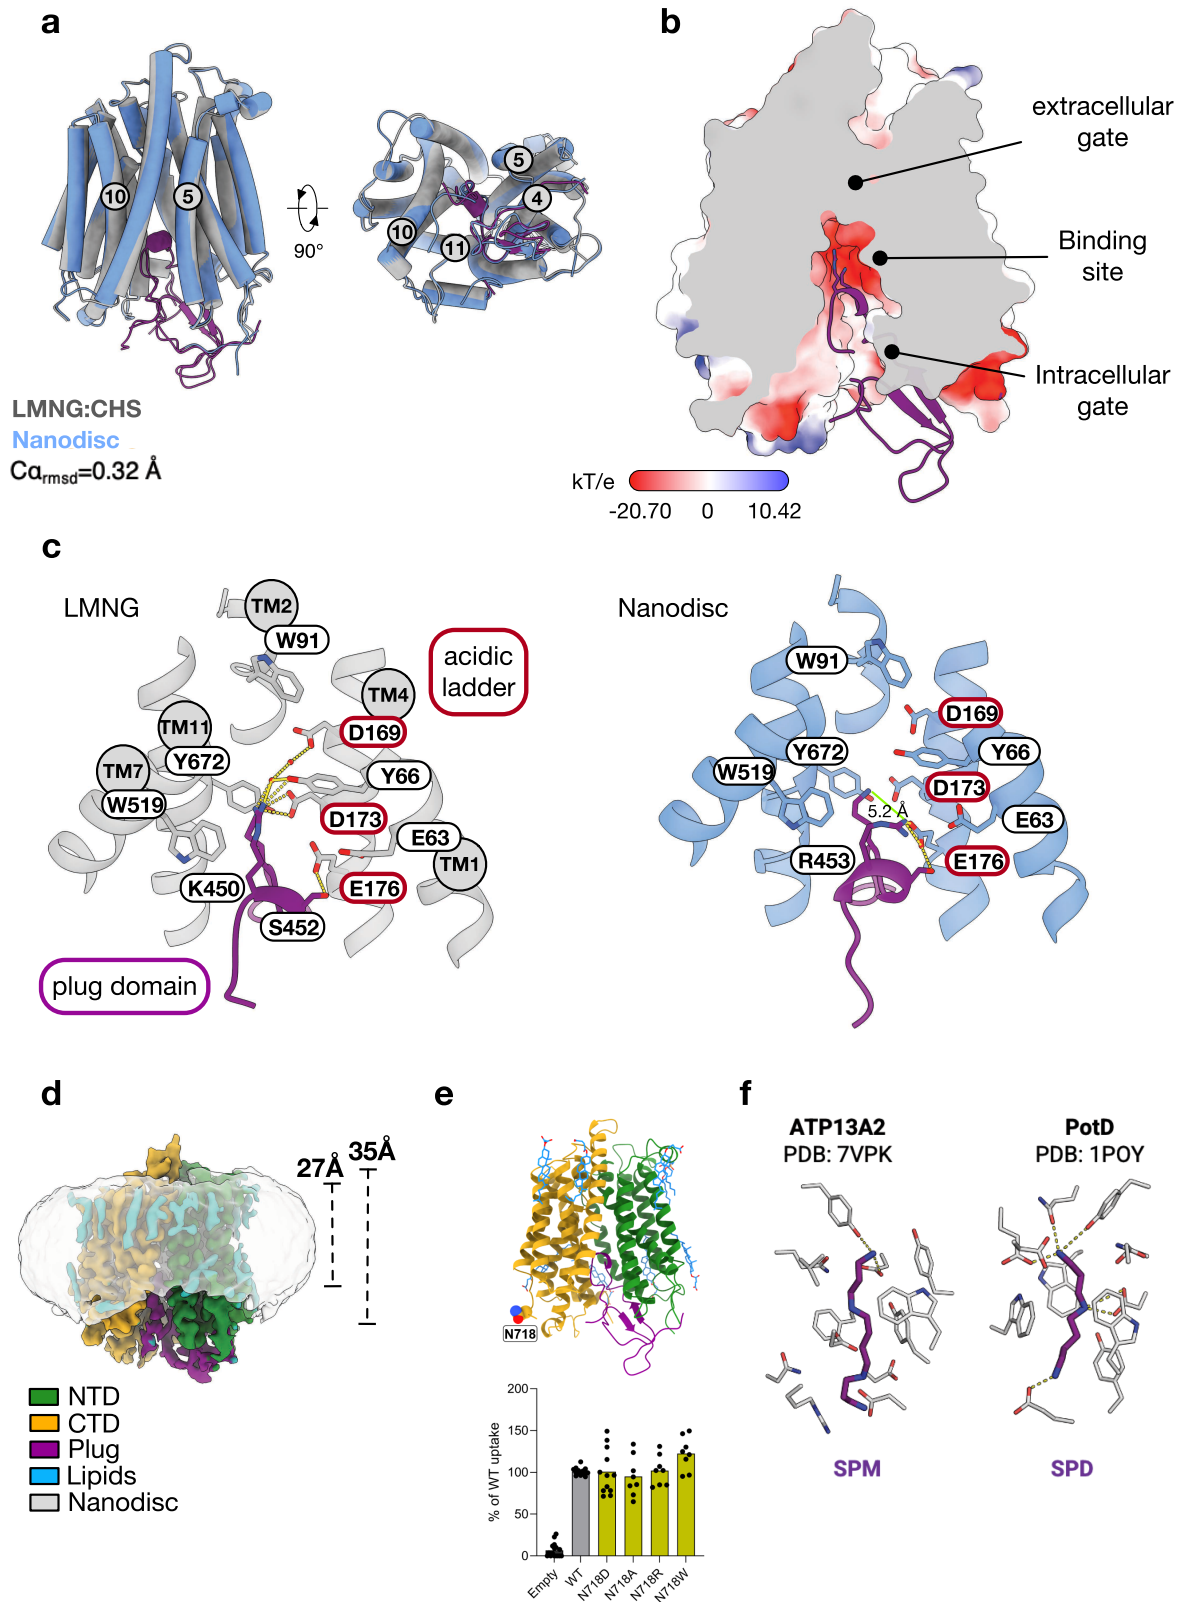 a
10
5
90°
5
4
10
11
LMNG:CHS
Nanodisc
Cαrmsd=0.32 Å
b
extracellular
gate
Binding
site
Intracellular
gate
kT/e
-20.70
0
10.42
c
LMNG
TM2
W91
acidic
ladder
TM4
TM11
D169
Y672
Y66
TM7
W519
D173
E63
TM1
K450
E176
S452
plug domain
Nanodisc
W91
D169
Y672
Y66
W519
D173
5.2 Å
E63
R453
E176
d
27Å
35Å
NTD
CTD
Plug
Lipids
Nanodisc
e
N718
% of WT uptake
200
150
100
50
0
Empty
WT
N718D
N718A
N718R
N718W
f
ATP13A2
PDB: 7VPK
PotD
PDB: 1POY
SPM
SPD